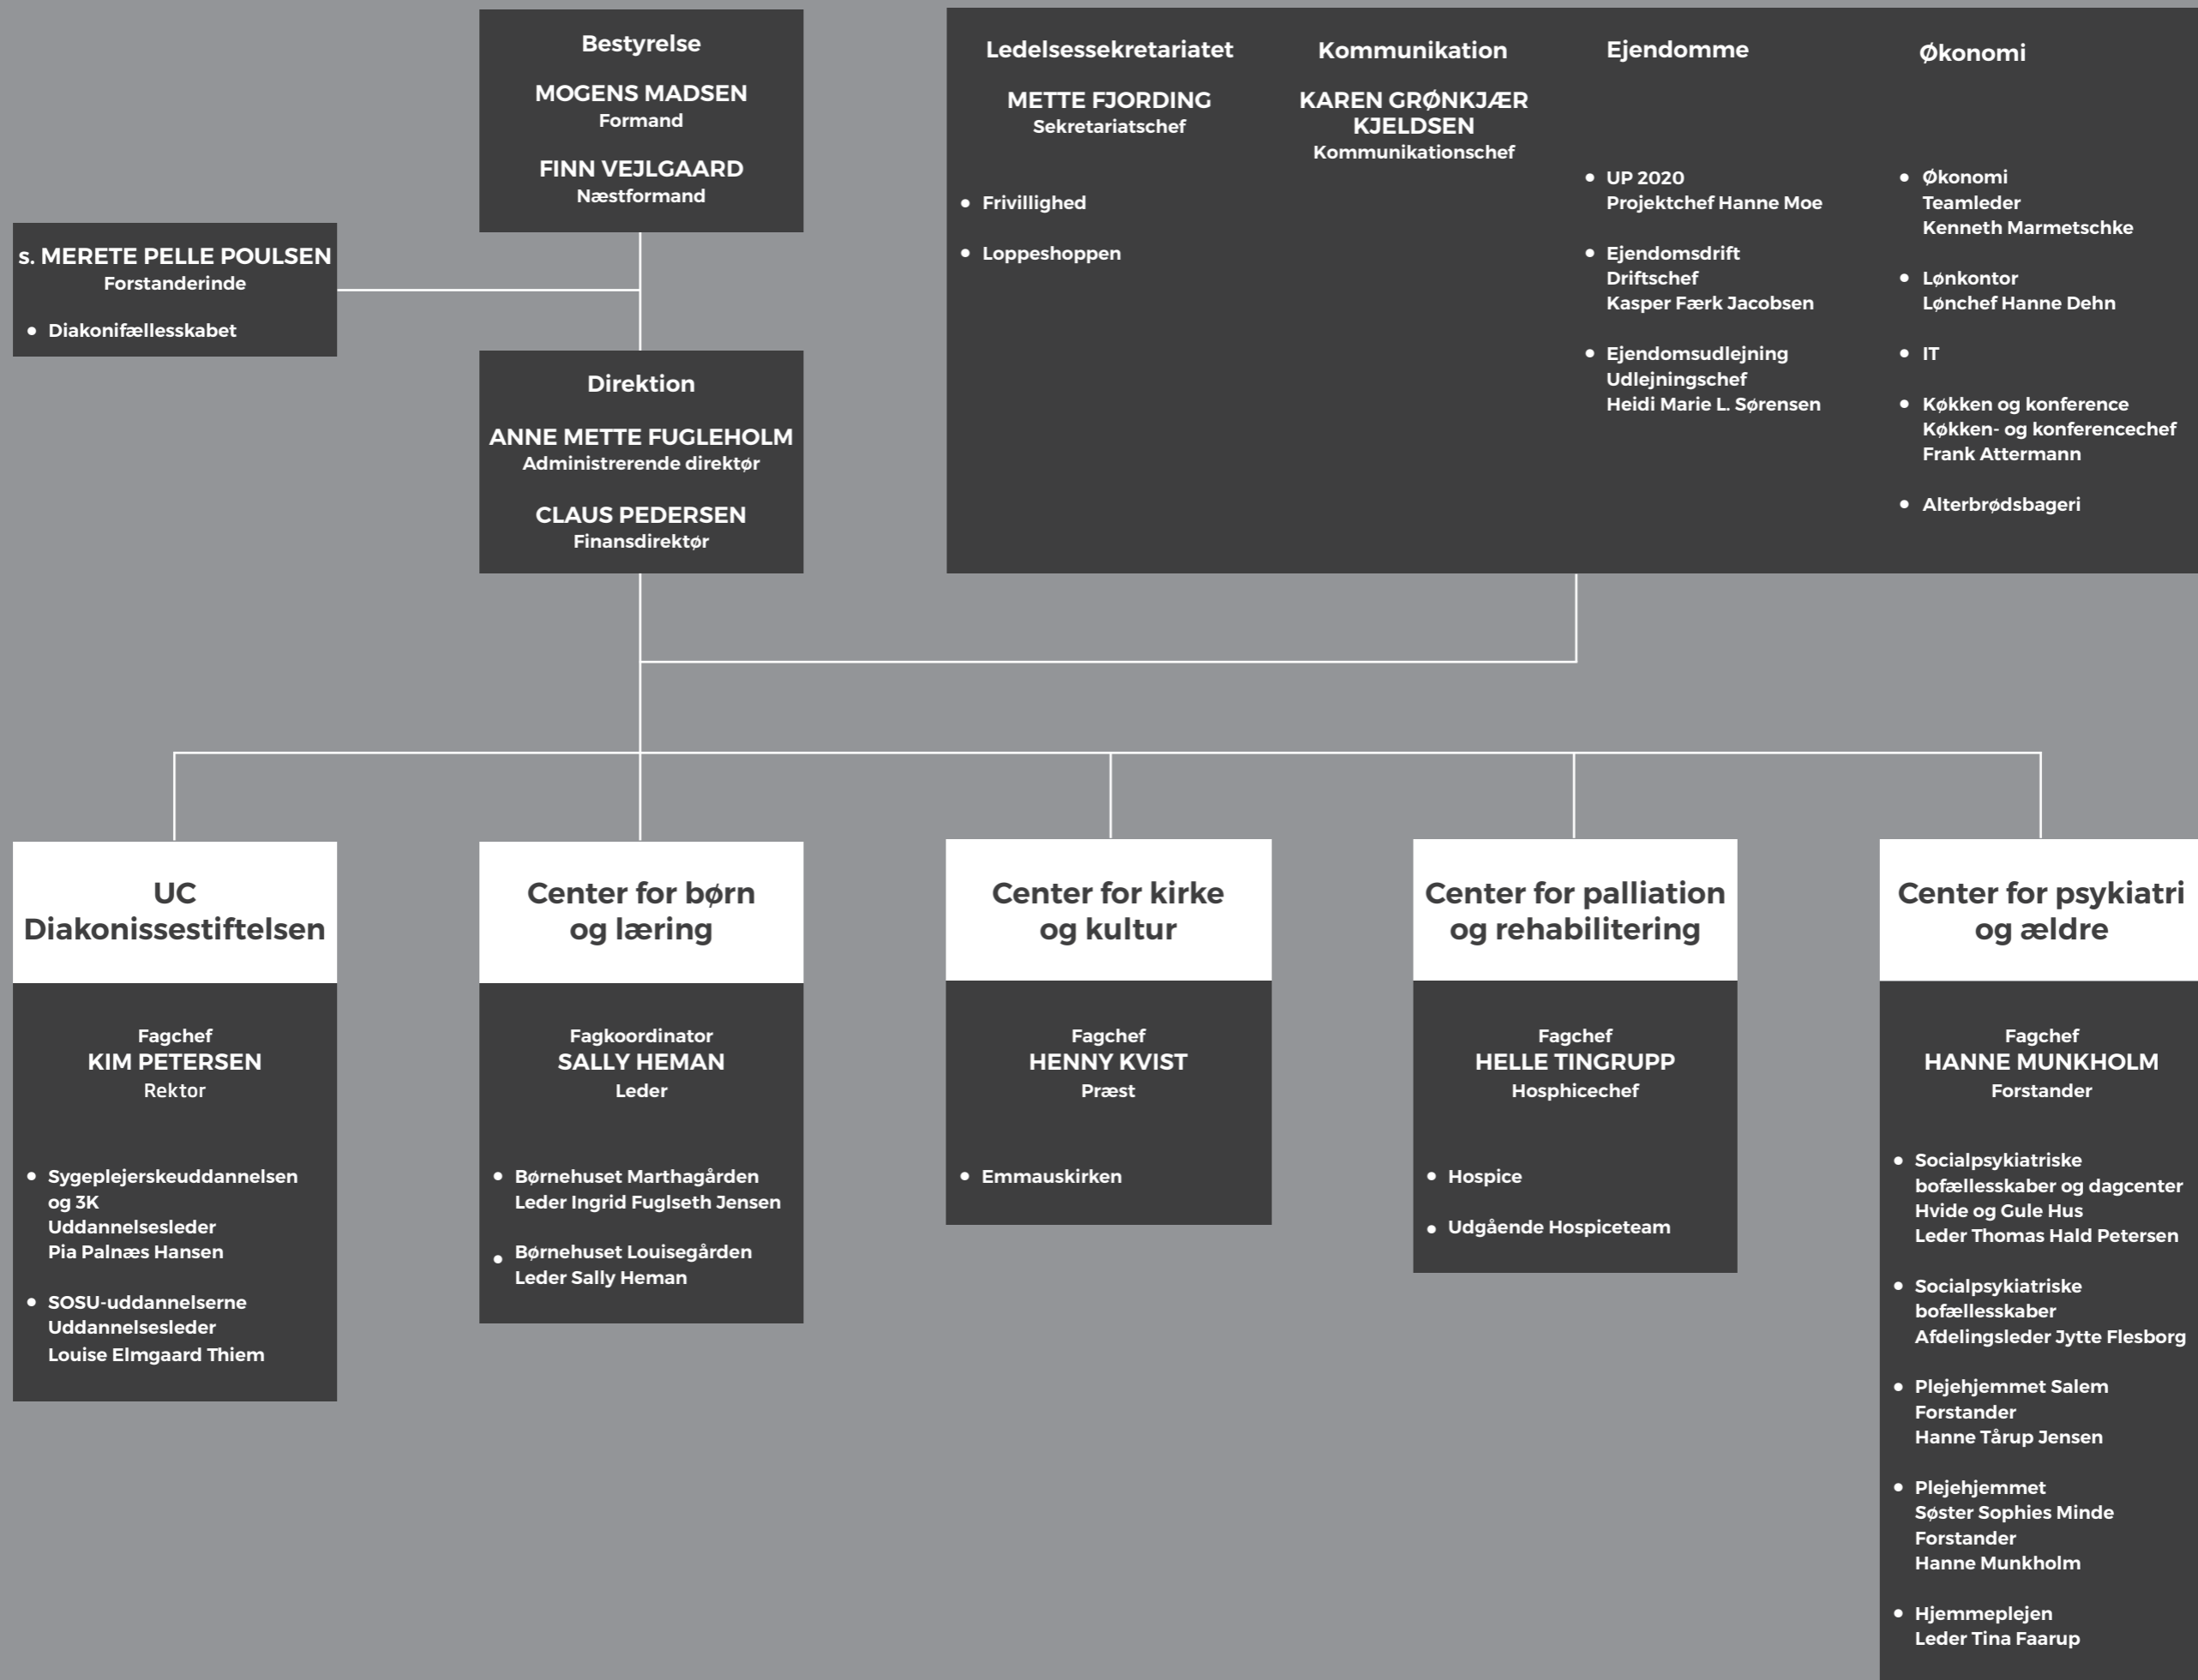 Bestyrelse
MOGENS MADSEN
Formand
FINN VEJLGAARD
Næstformand
s. MERETE PELLE POULSEN
Forstanderinde
• Diakonifællesskabet
Direktion
ANNE METTE FUGLEHOLM
Administrerende direktør
CLAUS PEDERSEN
Finansdirektør
Ledelsessekretariatet
METTE FJORDING
Sekretariatschef
• Frivillighed
• Loppeshoppen
Kommunikation
KAREN GRØNKJÆR
KJELDSEN
Kommunikationschef
Ejendomme
• UP 2020
Projektchef Hanne Moe
• Ejendomsdrift
Driftschef
Kasper Færk Jacobsen
• Ejendomsudlejning
Udlejningschef
Heidi Marie L. Sørensen
Økonomi
• Økonomi
Teamleder
Kenneth Marmetschke
• Lønkontor
Lønchef Hanne Dehn
• IT
• Køkken og konference
Køkken- og konferencechef
Frank Attermann
• Alterbrødsbageri
UC
Diakonissestiftelsen
Fagchef
KIM PETERSEN
Rektor
• Sygeplejerskeuddannelsen
og 3K
Uddannelsesleder
Pia Palnæs Hansen
• SOSU-uddannelserne
Uddannelsesleder
Louise Elmgaard Thiem
Center for børn
og læring
Fagkoordinator
SALLY HEMAN
Leder
• Børnehuset Marthagården
Leder Ingrid Fuglseth Jensen
• Børnehuset Louisegården
Leder Sally Heman
Center for kirke
og kultur
Fagchef
HENNY KVIST
Præst
• Emmauskirken
Center for palliation
og rehabilitering
Fagchef
HELLE TINGRUPP
Hosphicechef
• Hospice
• Udgående Hospiceteam
Center for psykiatri
og ældre
Fagchef
HANNE MUNKHOLM
Forstander
• Socialpsykiatriske
bofællesskaber og dagcenter
Hvide og Gule Hus
Leder Thomas Hald Petersen
• Socialpsykiatriske
bofællesskaber
Afdelingsleder Jytte Flesborg
• Plejehjemmet Salem
Forstander
Hanne Tårup Jensen
• Plejehjemmet
Søster Sophies Minde
Forstander
Hanne Munkholm
• Hjemmeplejen
Leder Tina Faarup